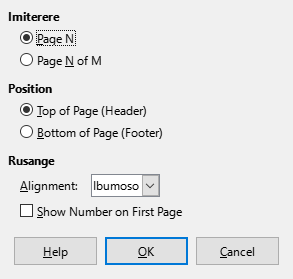 Imiterere
Page N
Page N of M
Position
Top of Page (Header)
Bottom of Page (Footer)
Rusange
Alignment: Ibumoso
Show Number on First Page
Help OK Cancel